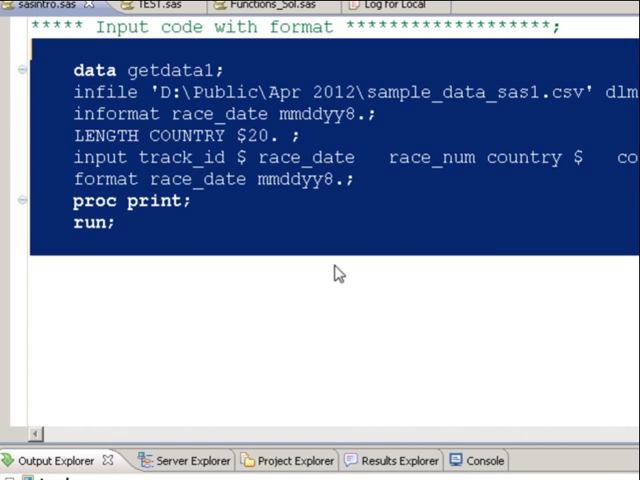 sasintro.sas TEST.sas Functions_Sol.sas Log for Local
***** Input code with format *******************;
data getdata1;
infile 'D:\Public\Apr 2012\sample_data_sas1.csv' dlm
informat race_date mmddyy8.;
LENGTH COUNTRY $20. ;
input track_id $ race_date race_num country $ co
format race_date mmddyy8.;
proc print;
run;
Output Explorer Server Explorer Project Explorer Results Explorer Console